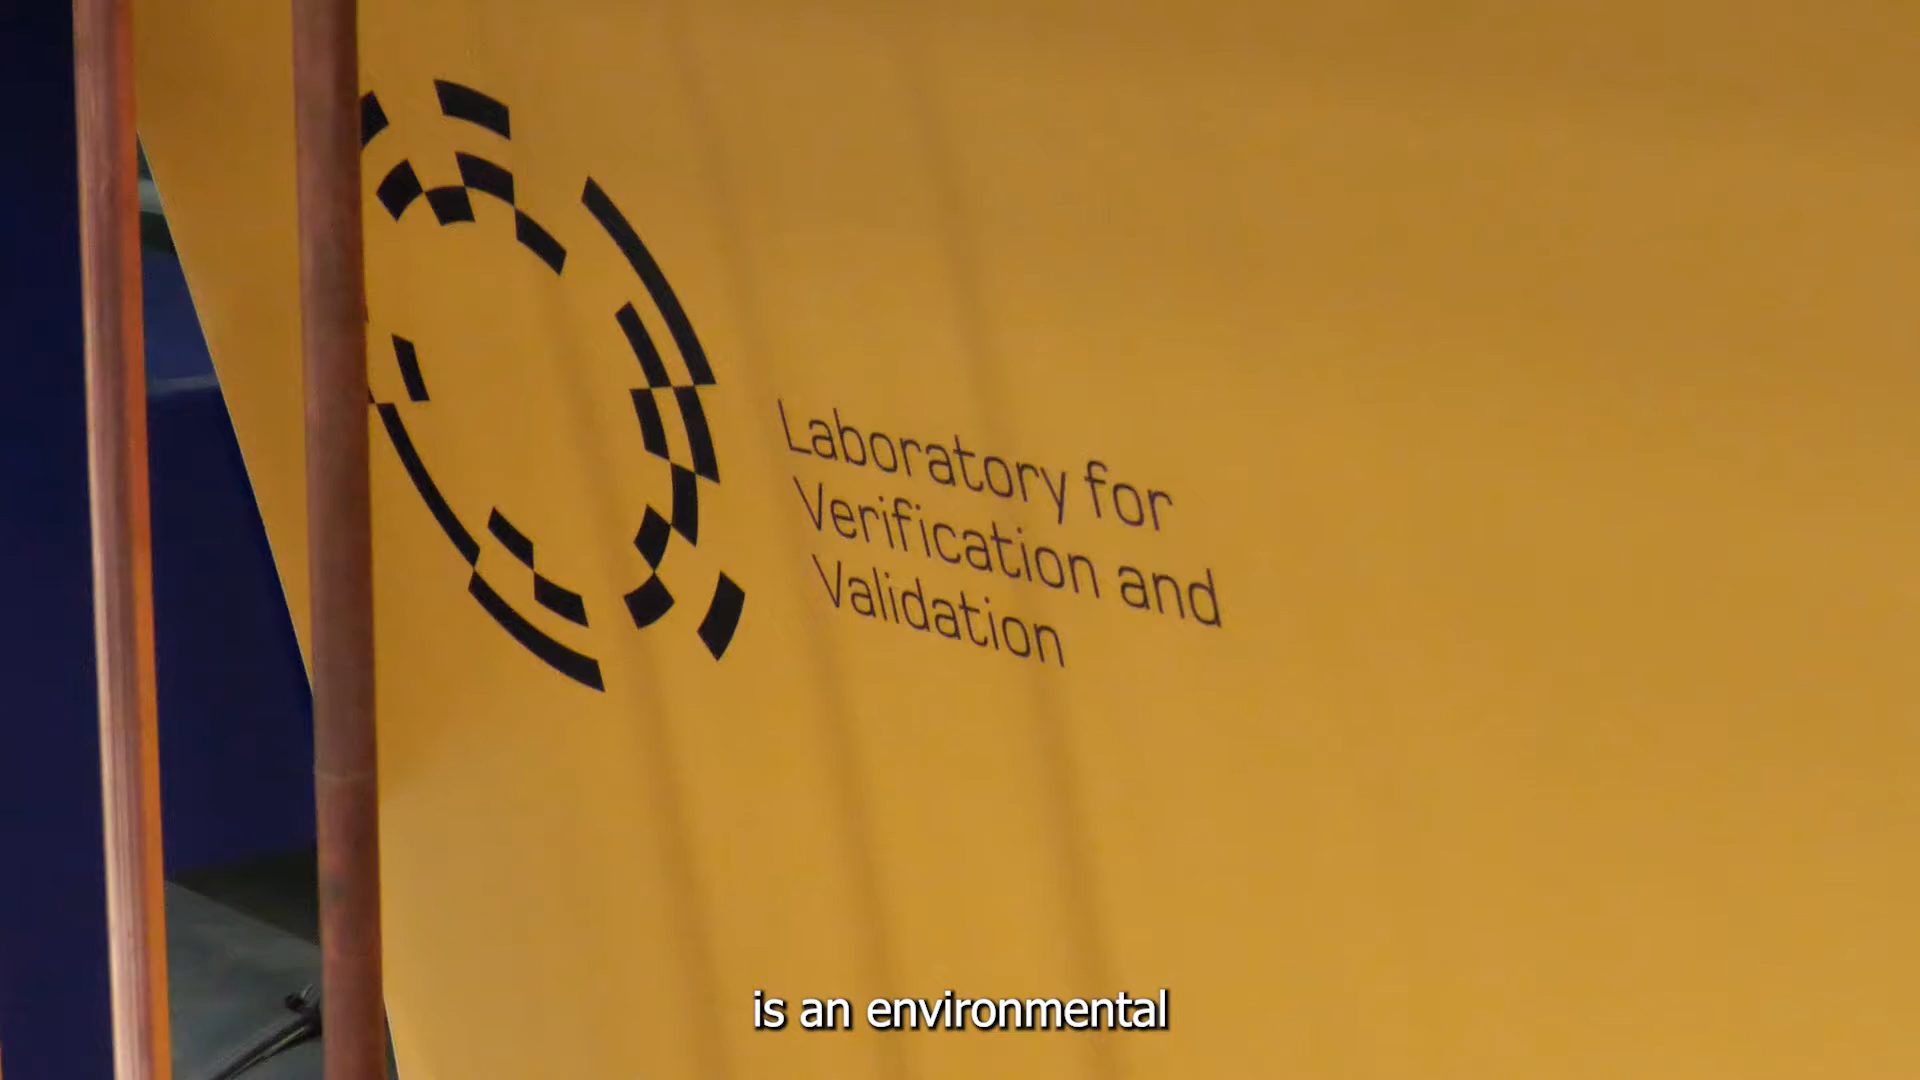 Laboratory for
Verification and
Validation
is an environmental